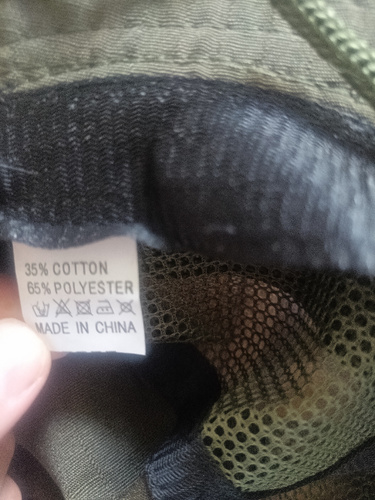 35% COTTON
65% POLYESTER
MADE IN CHINA